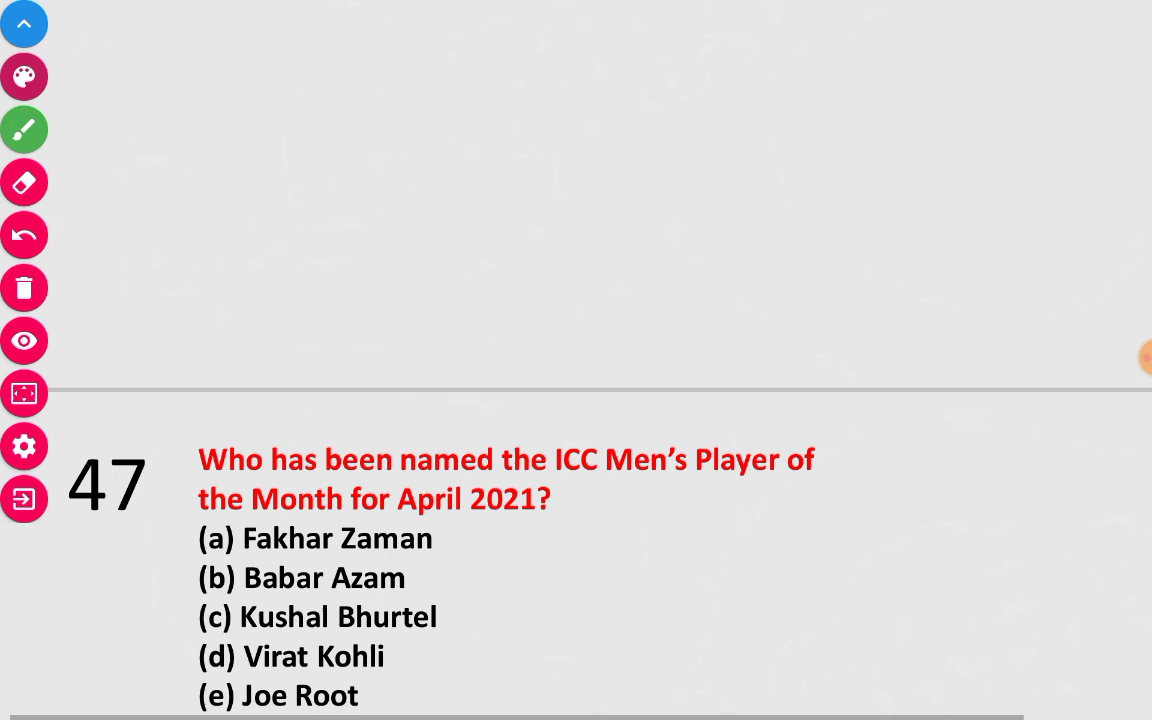 47
Who has been named the ICC Men’s Player of
the Month for April 2021?
(a) Fakhar Zaman
(b) Babar Azam
(c) Kushal Bhurtel
(d) Virat Kohli
(e) Joe Root